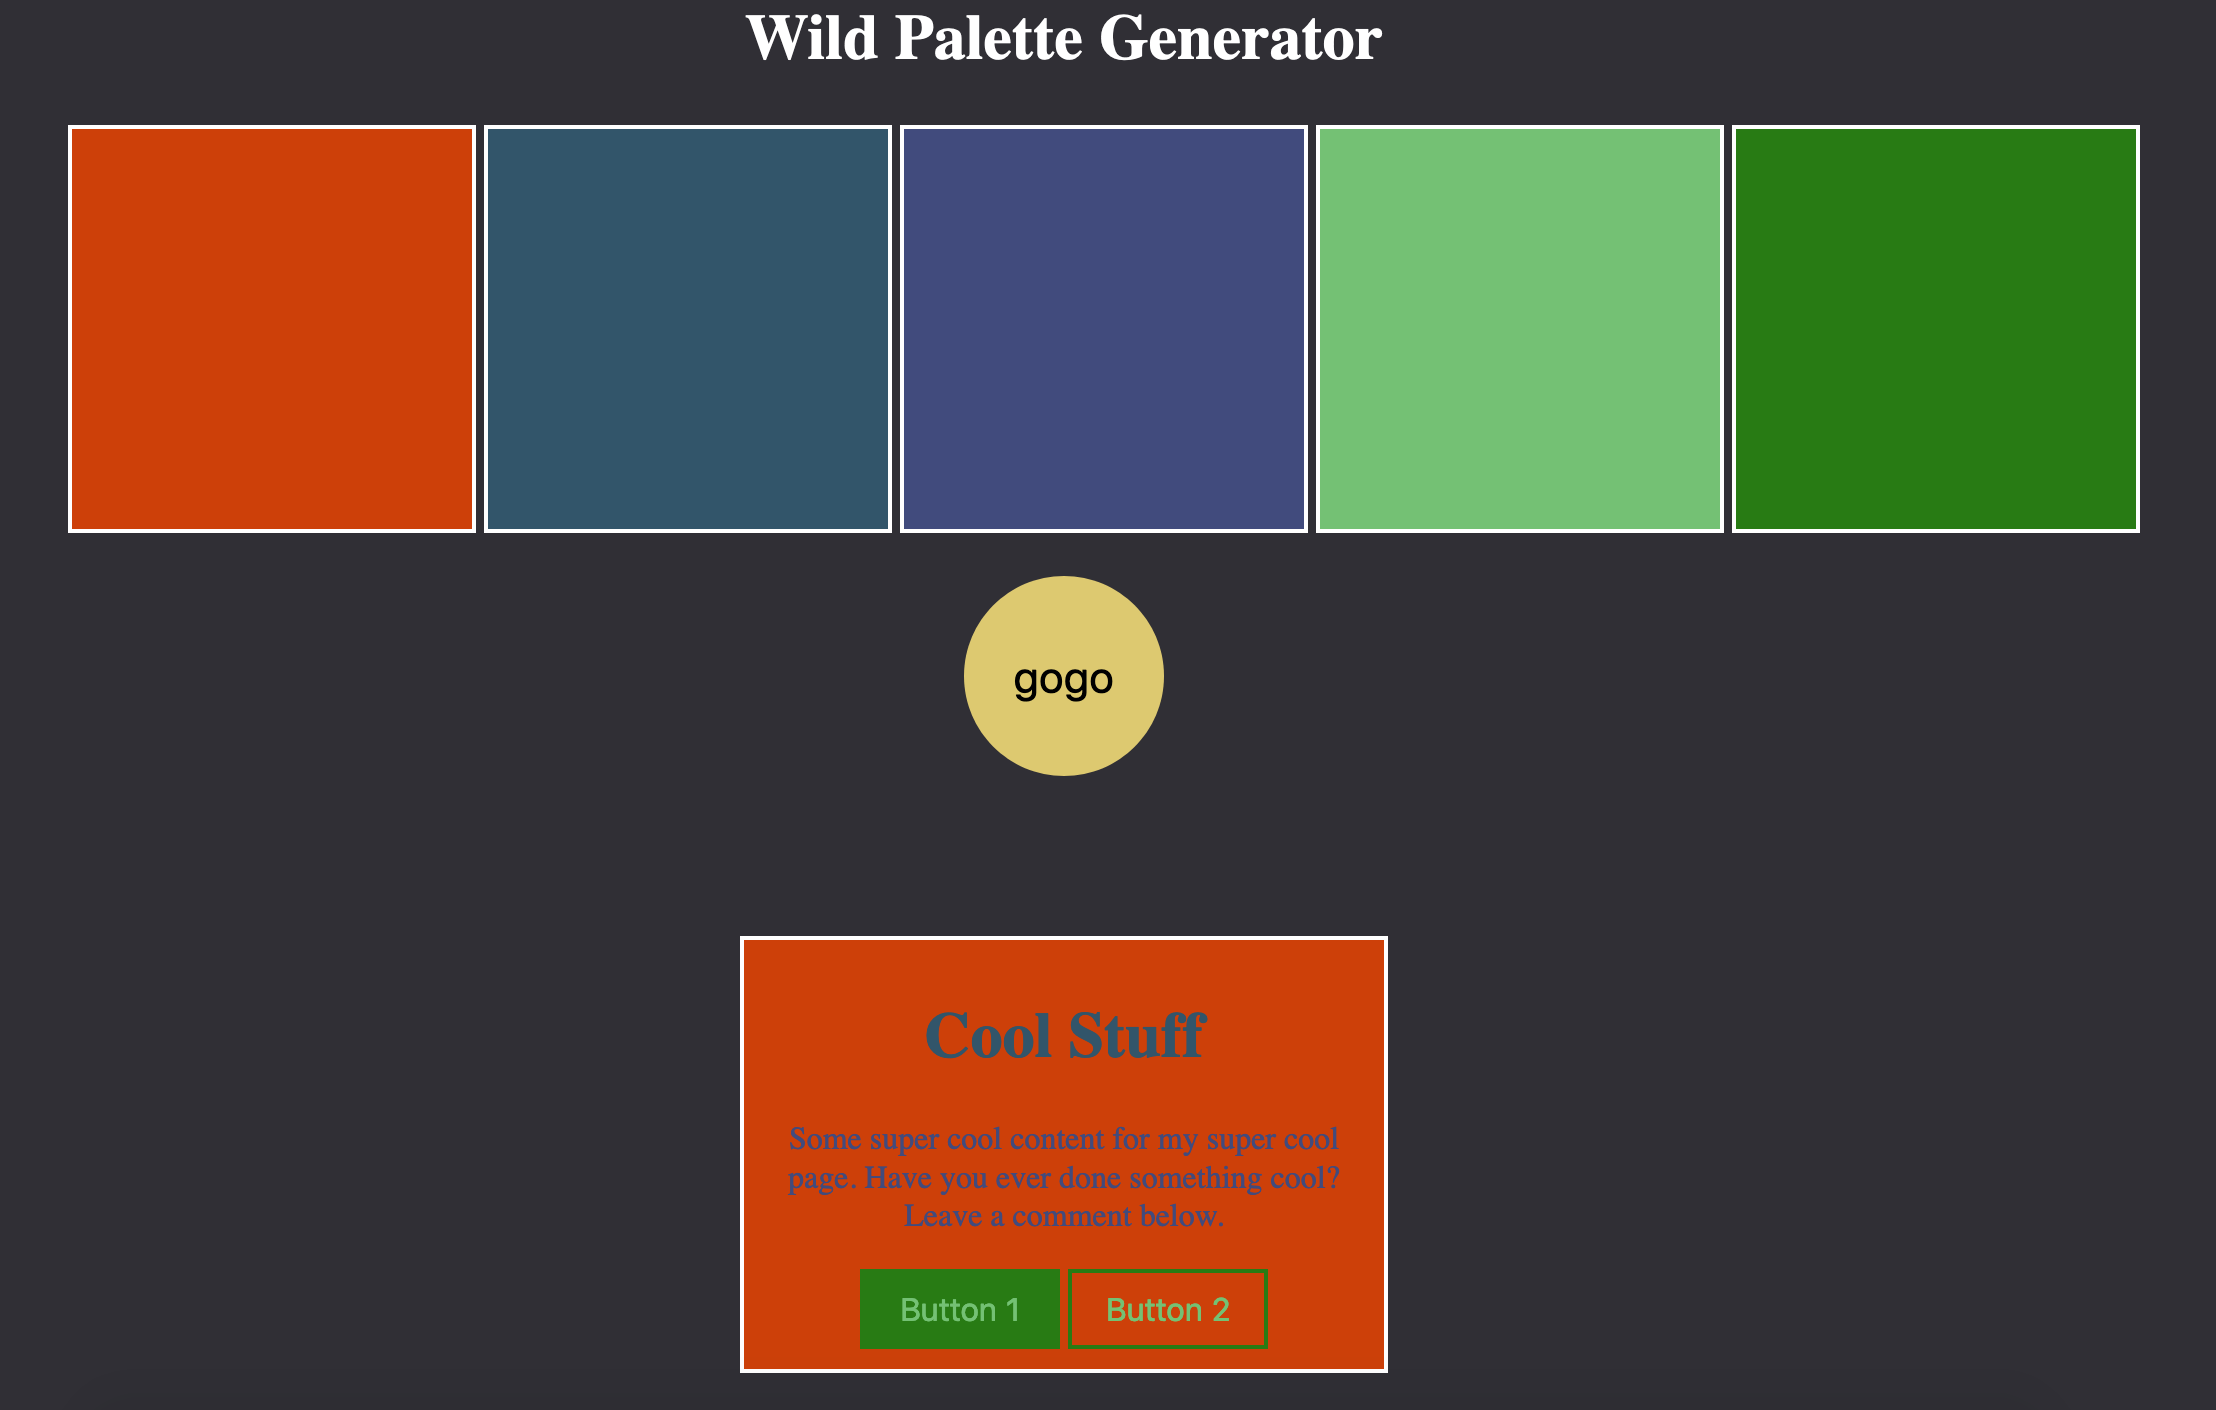 Wild Palette Generator
gogo
Cool Stuff
Some super cool content for my super cool
page. Have you ever done something cool?
Leave a comment below.
Button 1
Button 2